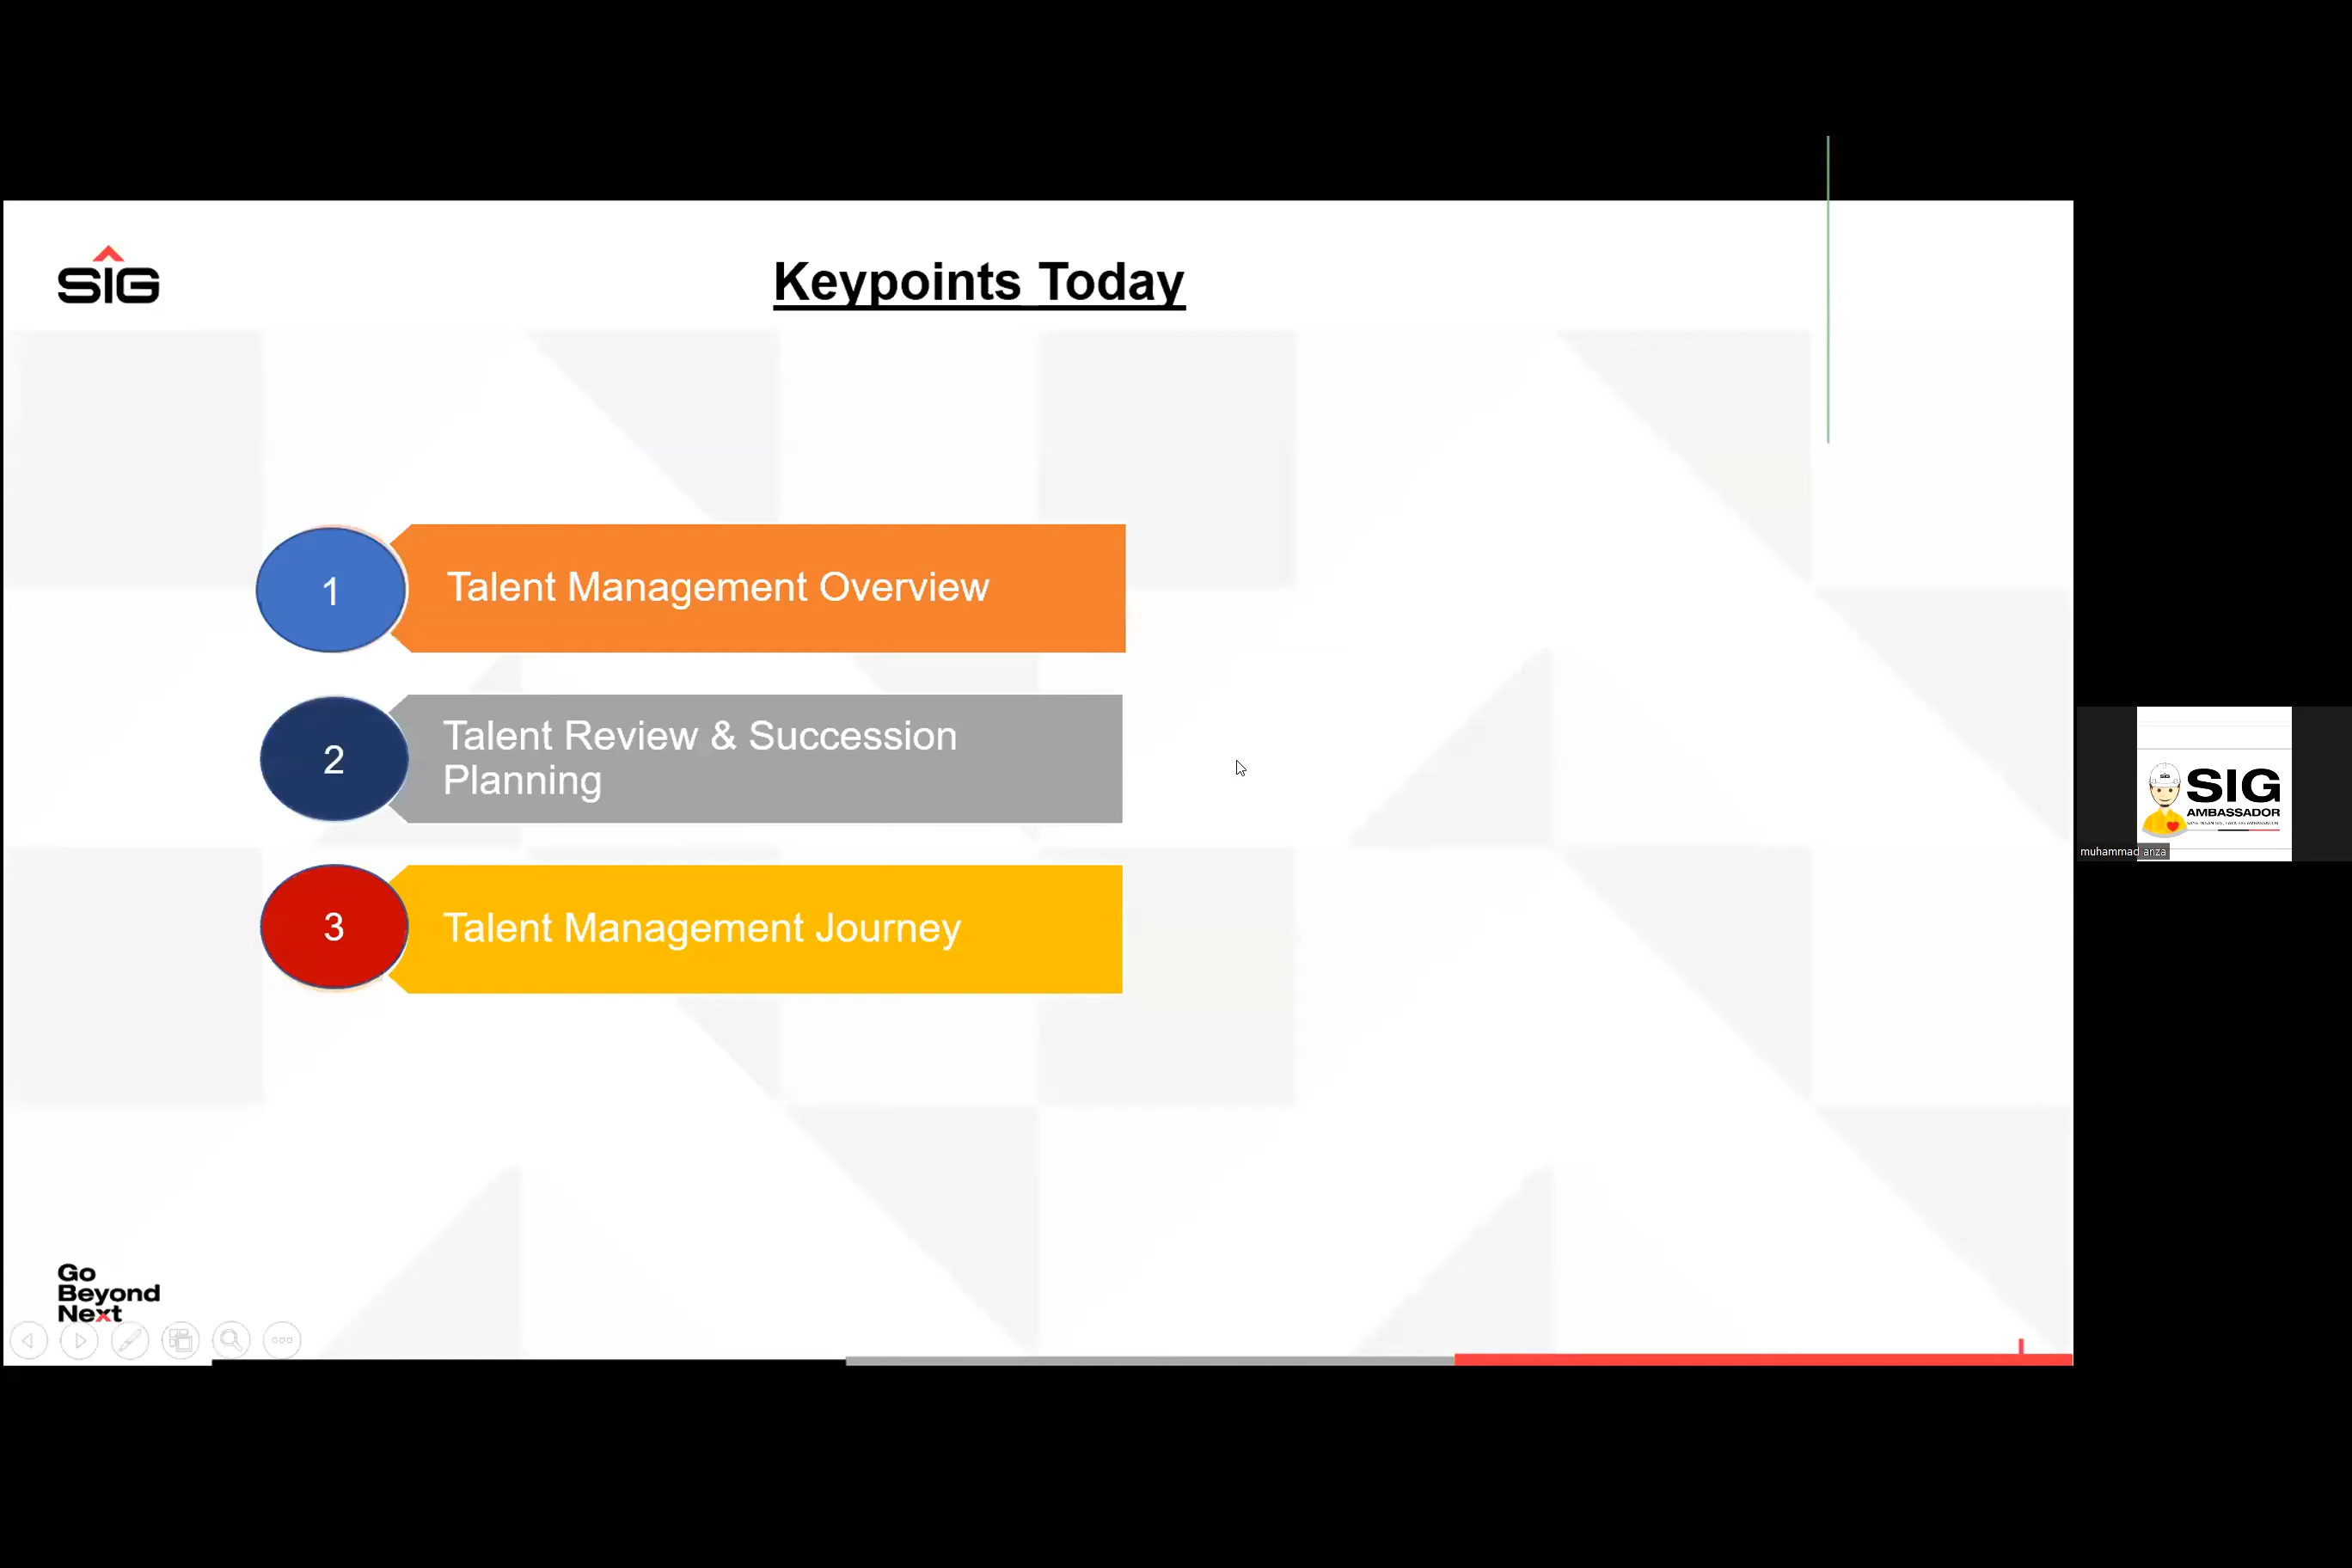 SIG
Keypoints Today
1
Talent Management Overview
2
Talent Review & Succession
Planning
3
Talent Management Journey
SIG
AMBASSADOR
muhammad anza
Go
Beyond
Next